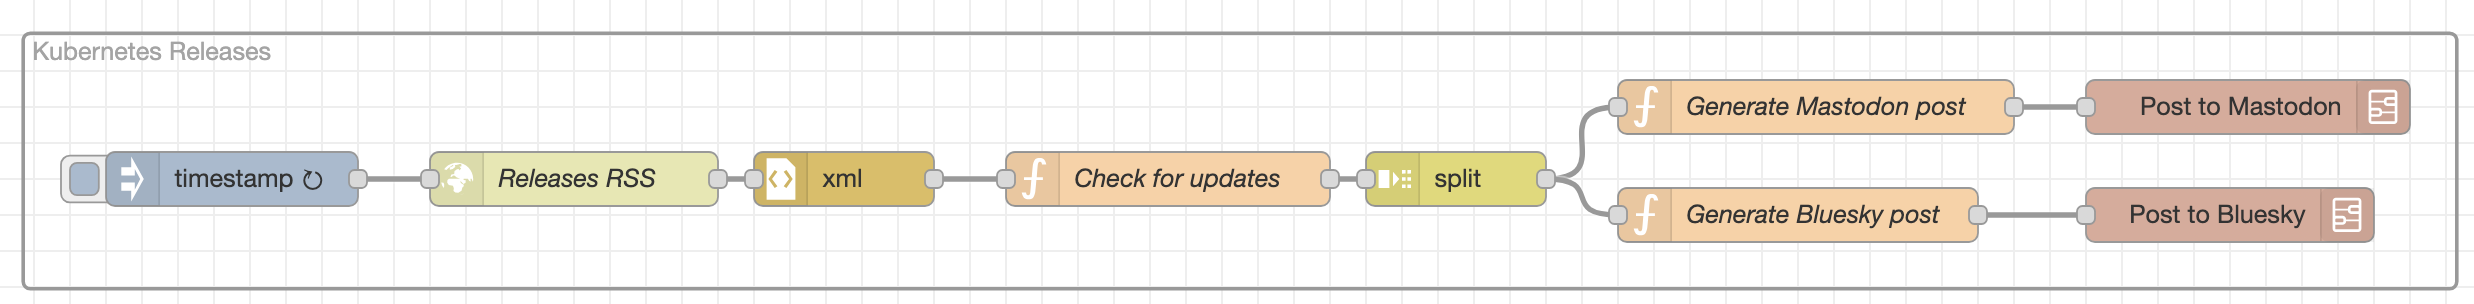 Kubernetes Releases
timestamp ↻
Releases RSS
xml
Check for updates
split
Generate Mastodon post
Post to Mastodon
Generate Bluesky post
Post to Bluesky